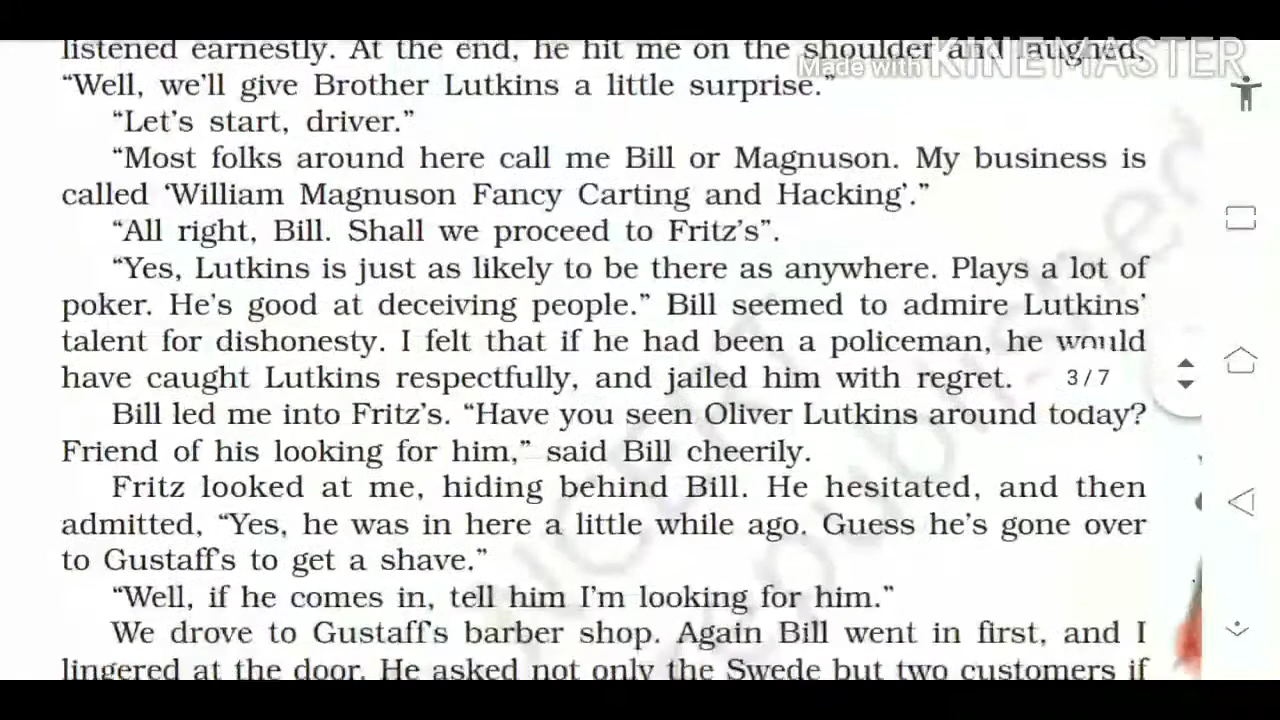 listened earnestly. At the end, he hit me on the shoulder and laughed,
Made with KINEMASTER
“Well, we’ll give Brother Lutkins a little surprise.”
“Let’s start, driver.”
“Most folks around here call me Bill or Magnuson. My business is
called ‘William Magnuson Fancy Carting and Hacking’.”
“All right, Bill. Shall we proceed to Fritz’s”.
“Yes, Lutkins is just as likely to be there as anywhere. Plays a lot of
poker. He’s good at deceiving people.” Bill seemed to admire Lutkins’
talent for dishonesty. I felt that if he had been a policeman, he would
have caught Lutkins respectfully, and jailed him with regret.
3 / 7
Bill led me into Fritz’s. “Have you seen Oliver Lutkins around today?
Friend of his looking for him,” said Bill cheerily.
Fritz looked at me, hiding behind Bill. He hesitated, and then
admitted, “Yes, he was in here a little while ago. Guess he’s gone over
to Gustaff’s to get a shave.”
“Well, if he comes in, tell him I’m looking for him.”
We drove to Gustaff’s barber shop. Again Bill went in first, and I
lingered at the door. He asked not only the Swede but two customers if